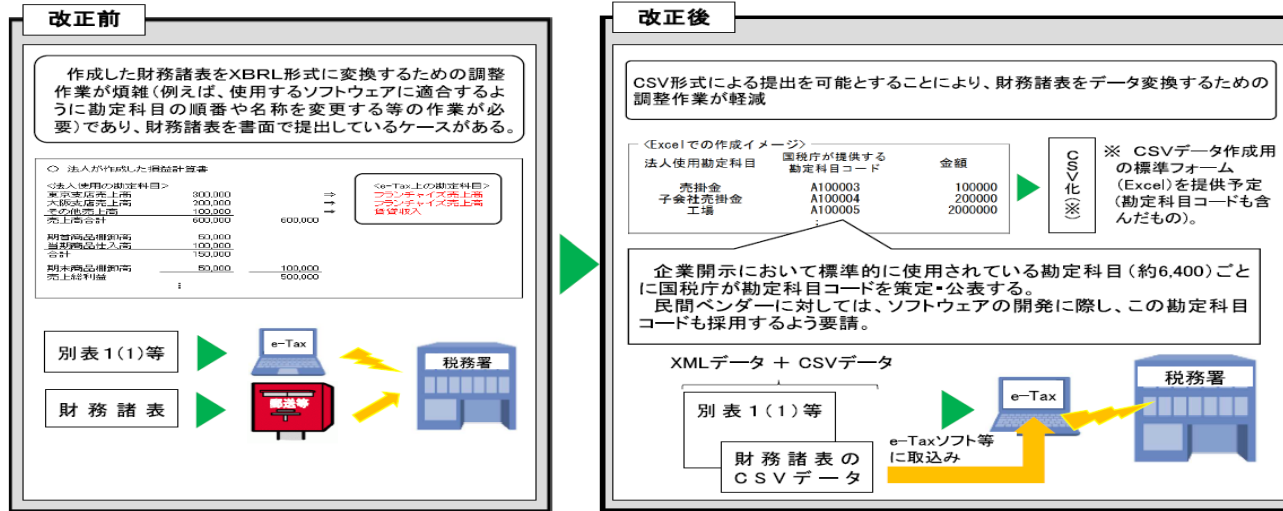 改正前
作成した財務諸表をXBRL形式に変換するための調整
作業が煩雑(例えば、使用するソフトウェアに適合するよ
うに勘定科目の順番や名称を変更する等の作業が必
要)であり、財務諸表を書面で提出しているケースがある。
○ 法人が作成した損益計算書
<法人使用の勘定科目>
<e-Tax上の勘定科目>
東京支店売上高 300,000 ⇒ フランチャイズ売上高
大阪支店売上高 200,000 ⇒ フランチャイズ売上高
その他売上高 100,000 ⇒ 賃貸収入
売上高合計 600,000 600,000
期首商品棚卸高 50,000
当期商品仕入高 100,000
合計 150,000
期末商品棚卸高 50,000 100,000
売上総利益 500,000
⋮
別表1(1)等
e-Tax
税務署
財務諸表
郵送等
改正後
CSV形式による提出を可能とすることにより、財務諸表をデータ変換するための
調整作業が軽減
<Excelでの作成イメージ>
法人使用勘定科目 国税庁が提供する 金額
勘定科目コード
売掛金 A100003 100000
子会社売掛金 A100004 200000
工場 A100005 2000000
⋮
CSV化(※)
※ CSVデータ作成用
の標準フォーム
(Excel)を提供予定
(勘定科目コードも含
んだもの)。
企業開示において標準的に使用されている勘定科目(約6,400)ごと
に国税庁が勘定科目コードを策定・公表する。
民間ベンダーに対しては、ソフトウェアの開発に際し、この勘定科目
コードも採用するよう要請。
XMLデータ + CSVデータ
別表1(1)等
財務諸表の
CSVデータ
e-Taxソフト等
に取込み
e-Tax
税務署